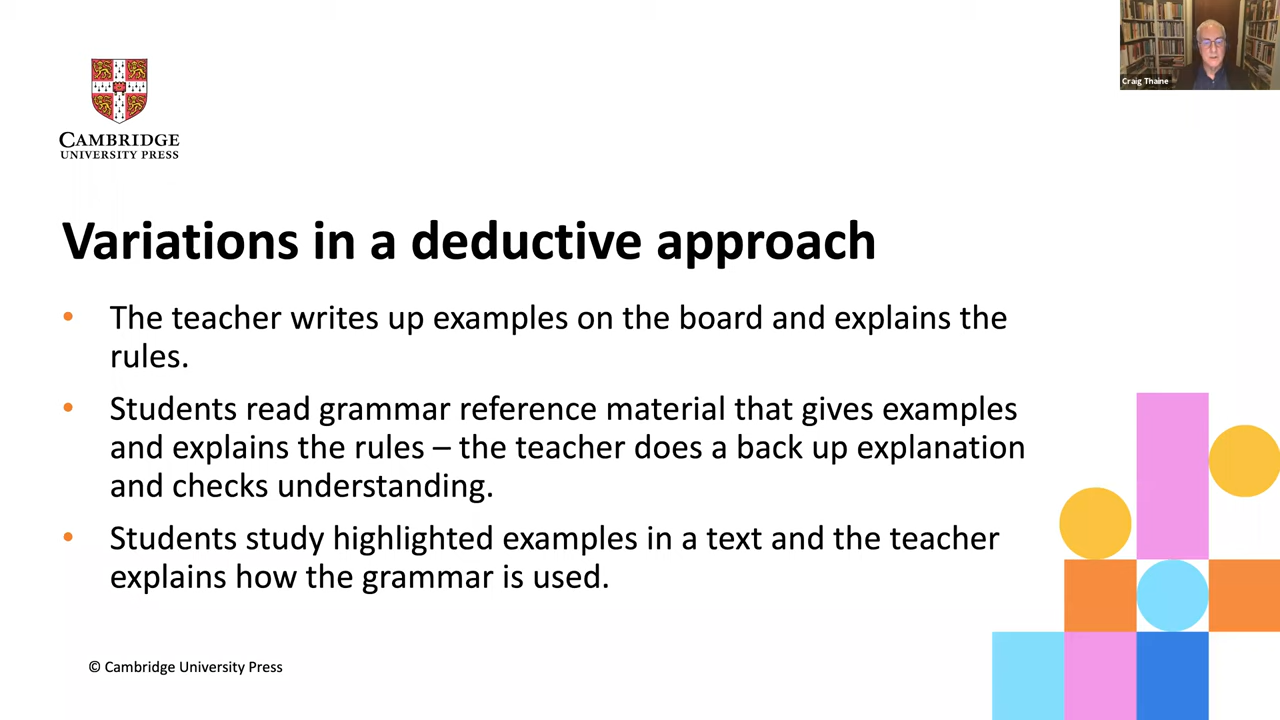 Craig Thaine
CAMBRIDGE
UNIVERSITY PRESS
Variations in a deductive approach
• The teacher writes up examples on the board and explains the
rules.
• Students read grammar reference material that gives examples
and explains the rules – the teacher does a back up explanation
and checks understanding.
• Students study highlighted examples in a text and the teacher
explains how the grammar is used.
© Cambridge University Press